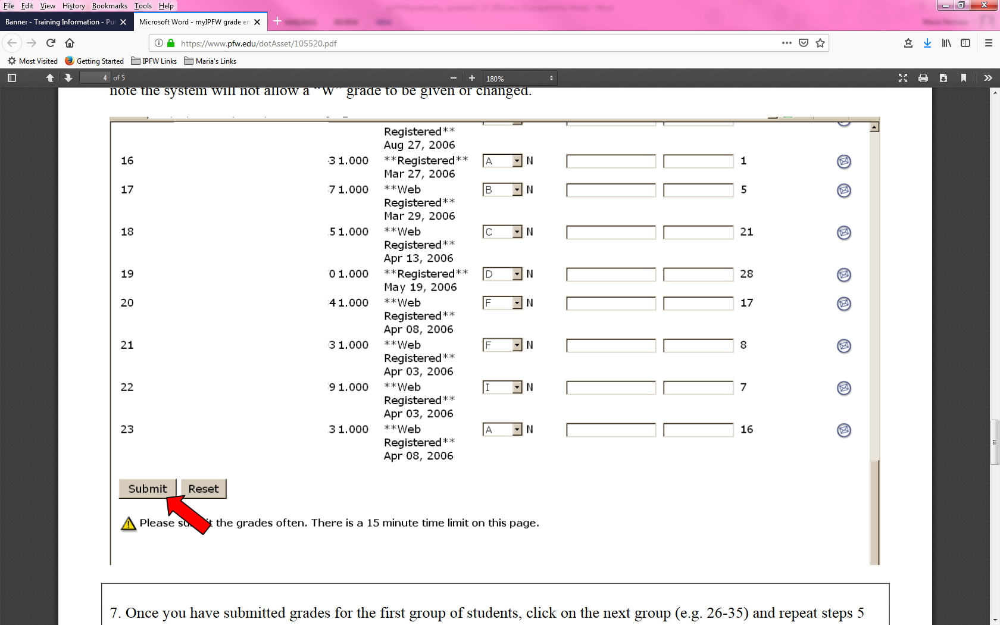 File Edit View History Bookmarks Tools Help
Banner - Training Information - Pu
Microsoft Word - myIPFW grade en
https://www.pfw.edu/dotAsset/105520.pdf
Most Visited Getting Started IPFW Links Maria's Links
4 of 5
180%
note the system will not allow a “W” grade to be given or changed.
Registered**
Aug 27, 2006
16 3 1.000 **Registered** A N 1
Mar 27, 2006
17 7 1.000 **Web B N 5
Registered**
Mar 29, 2006
18 5 1.000 **Web C N 21
Registered**
Apr 13, 2006
19 0 1.000 **Registered** D N 28
May 19, 2006
20 4 1.000 **Web F N 17
Registered**
Apr 08, 2006
21 3 1.000 **Web F N 8
Registered**
Apr 03, 2006
22 9 1.000 **Web I N 7
Registered**
Apr 03, 2006
23 3 1.000 **Web A N 16
Registered**
Apr 08, 2006
Submit Reset
Please su t the grades often. There is a 15 minute time limit on this page.
7. Once you have submitted grades for the first group of students, click on the next group (e.g. 26-35) and repeat steps 5